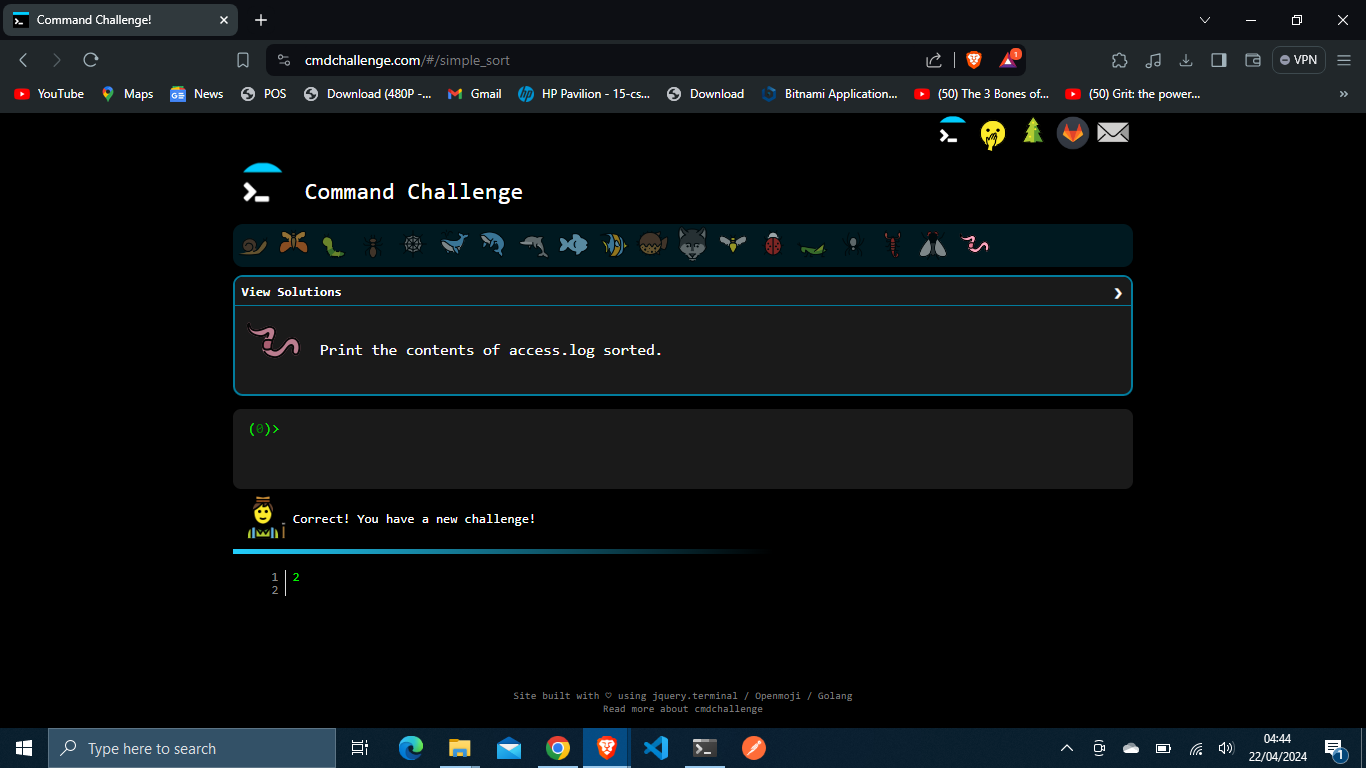 Command Challenge!
cmdchallenge.com/#/simple_sort
1
VPN
YouTube
Maps
News
POS
Download (480P -...
Gmail
HP Pavilion - 15-cs...
Download
Bitnami Application...
(50) The 3 Bones of...
(50) Grit: the power...
»
Command Challenge
View Solutions
Print the contents of access.log sorted.
(0)>
Correct! You have a new challenge!
1 2
2
Site built with ♡ using jquery.terminal / Openmoji / Golang
Read more about cmdchallenge
Type here to search
04:44
22/04/2024
1